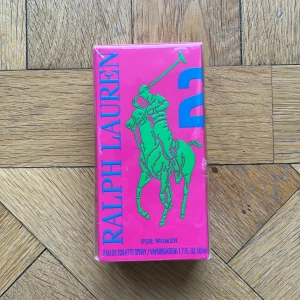 RALPH LAUREN
2
FOR WOMEN
EAU DE TOILETTE SPRAY / VAPORISATEUR 1.7 FL. OZ. 50 ml